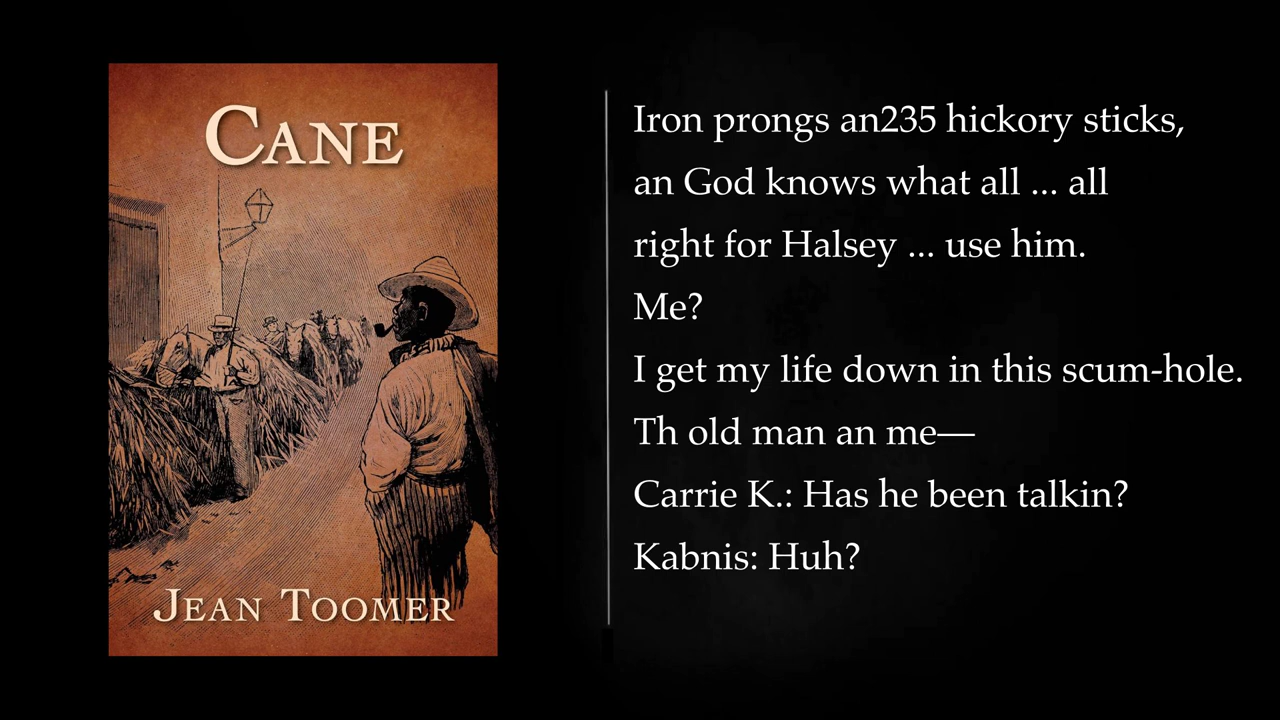 CANE
JEAN TOOMER
Iron prongs an235 hickory sticks,
an God knows what all ... all
right for Halsey ... use him.
Me?
I get my life down in this scum-hole.
Th old man an me—
Carrie K.: Has he been talkin?
Kabnis: Huh?